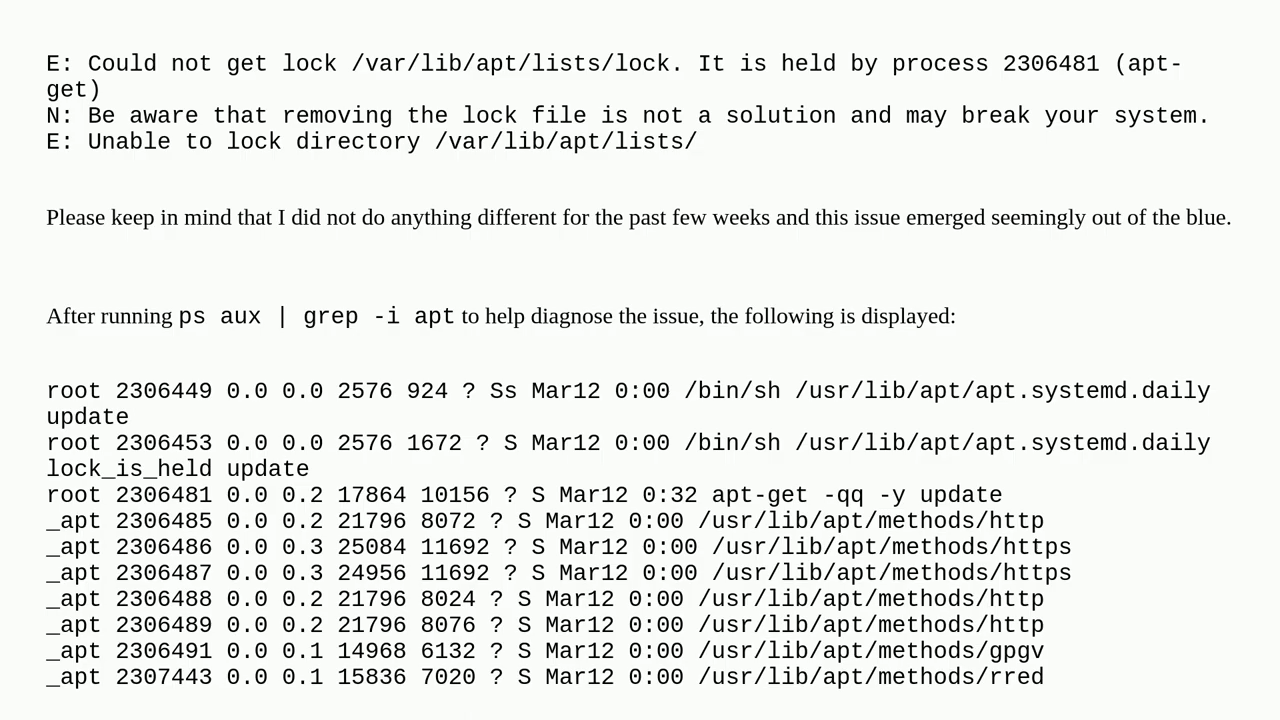 E: Could not get lock /var/lib/apt/lists/lock. It is held by process 2306481 (apt-
get)
N: Be aware that removing the lock file is not a solution and may break your system.
E: Unable to lock directory /var/lib/apt/lists/
Please keep in mind that I did not do anything different for the past few weeks and this issue emerged seemingly out of the blue.
After running ps aux | grep -i apt to help diagnose the issue, the following is displayed:
root 2306449 0.0 0.0 2576 924 ? Ss Mar12 0:00 /bin/sh /usr/lib/apt/apt.systemd.daily
update
root 2306453 0.0 0.0 2576 1672 ? S Mar12 0:00 /bin/sh /usr/lib/apt/apt.systemd.daily
lock_is_held update
root 2306481 0.0 0.2 17864 10156 ? S Mar12 0:32 apt-get -qq -y update
_apt 2306485 0.0 0.2 21796 8072 ? S Mar12 0:00 /usr/lib/apt/methods/http
_apt 2306486 0.0 0.3 25084 11692 ? S Mar12 0:00 /usr/lib/apt/methods/https
_apt 2306487 0.0 0.3 24956 11692 ? S Mar12 0:00 /usr/lib/apt/methods/https
_apt 2306488 0.0 0.2 21796 8024 ? S Mar12 0:00 /usr/lib/apt/methods/http
_apt 2306489 0.0 0.2 21796 8076 ? S Mar12 0:00 /usr/lib/apt/methods/http
_apt 2306491 0.0 0.1 14968 6132 ? S Mar12 0:00 /usr/lib/apt/methods/gpgv
_apt 2307443 0.0 0.1 15836 7020 ? S Mar12 0:00 /usr/lib/apt/methods/rred